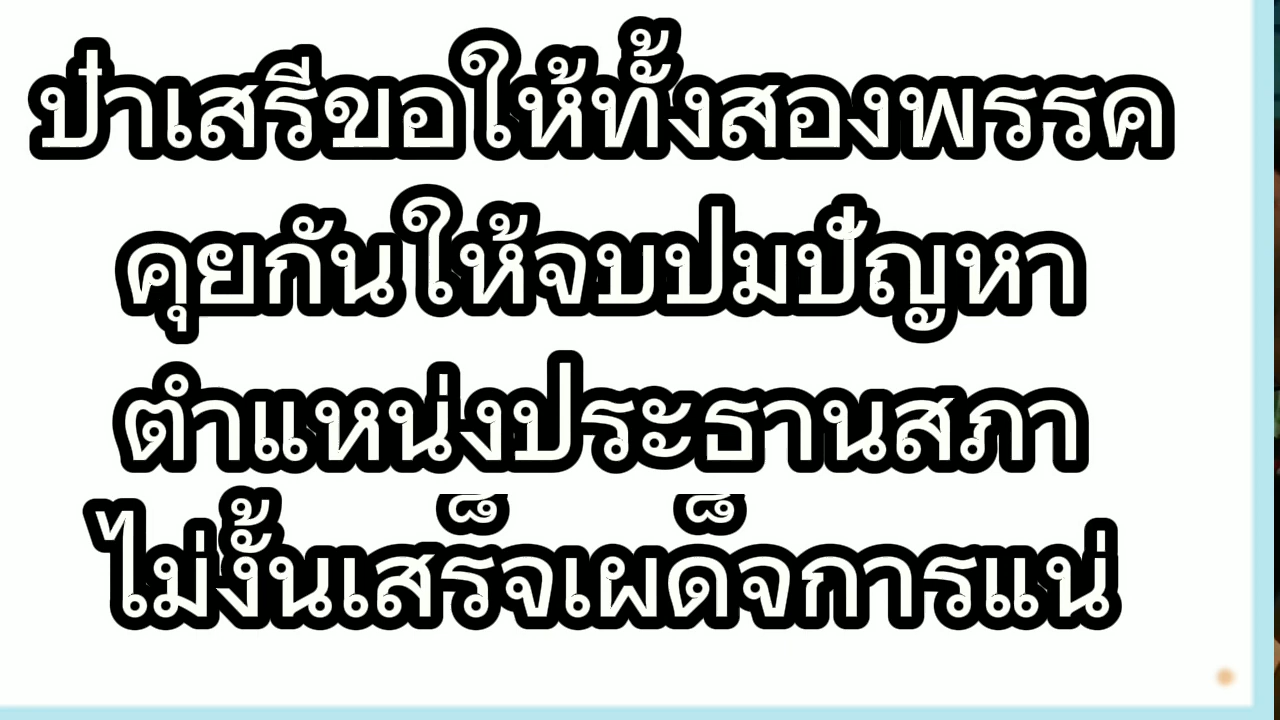 ป๋าเสรีขอให้ทั้งสองพรรค
คุยกันให้จบปมปัญหา
ตำแหน่งประธานสภา
ไม่งั้นเสร็จเผด็จการแน่